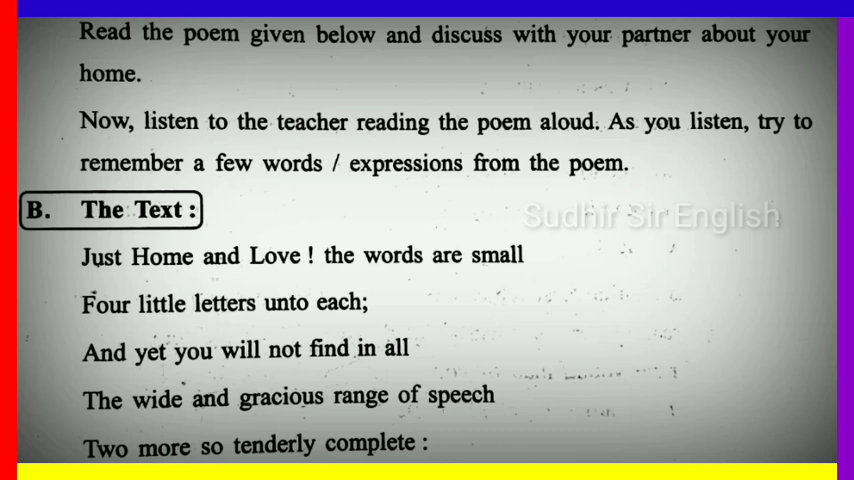 Read the poem given below and discuss with your partner about your
home.
Now, listen to the teacher reading the poem aloud. As you listen, try to
remember a few words / expressions from the poem.
B. The Text :
Sudhir Sir English
Just Home and Love ! the words are small
Four little letters unto each;
And yet you will not find in all
The wide and gracious range of speech
Two more so tenderly complete :